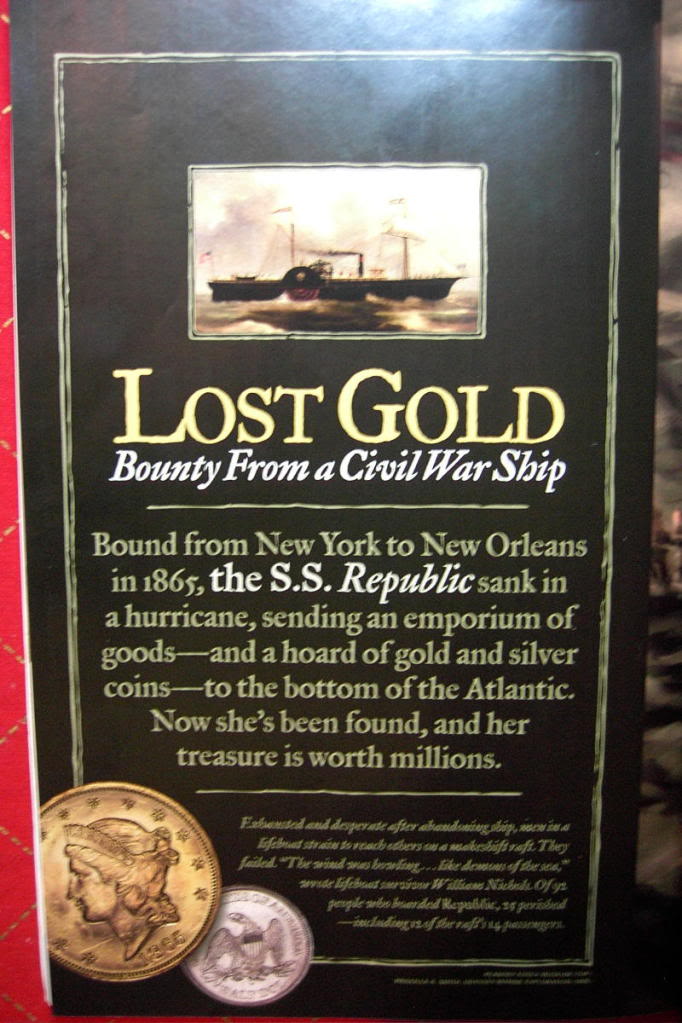 LOST GOLD
Bounty From a Civil War Ship
Bound from New York to New Orleans
in 1865, the S.S. Republic sank in
a hurricane, sending an emporium of
goods—and a hoard of gold and silver
coins—to the bottom of the Atlantic.
Now she's been found, and her
treasure is worth millions.
Exhausted and desperate after abandoning ship, men in a
lifeboat strain to reach others on a makeshift raft. They
failed. "The wind was howling... like demons of the sea,"
wrote lifeboat survivor William Nichols. Of 92
people who boarded Republic, 25 perished
—including 12 of the raft's 14 passengers.
1865